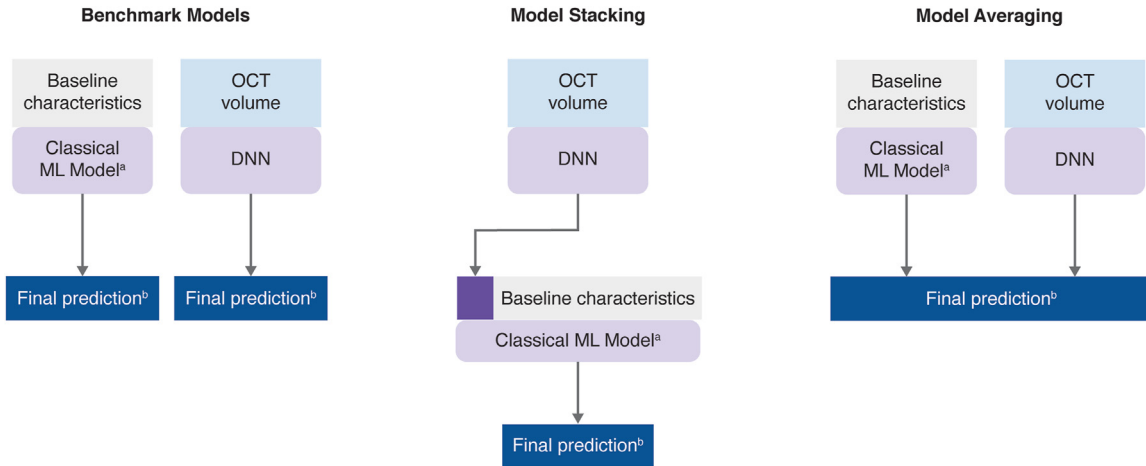 Benchmark Models
Baseline
characteristics
Classical
ML Modelᵃ
Final predictionᵇ
OCT
volume
DNN
Final predictionᵇ
Model Stacking
OCT
volume
DNN
Baseline characteristics
Classical ML Modelᵃ
Final predictionᵇ
Model Averaging
Baseline
characteristics
Classical
ML Modelᵃ
OCT
volume
DNN
Final predictionᵇ